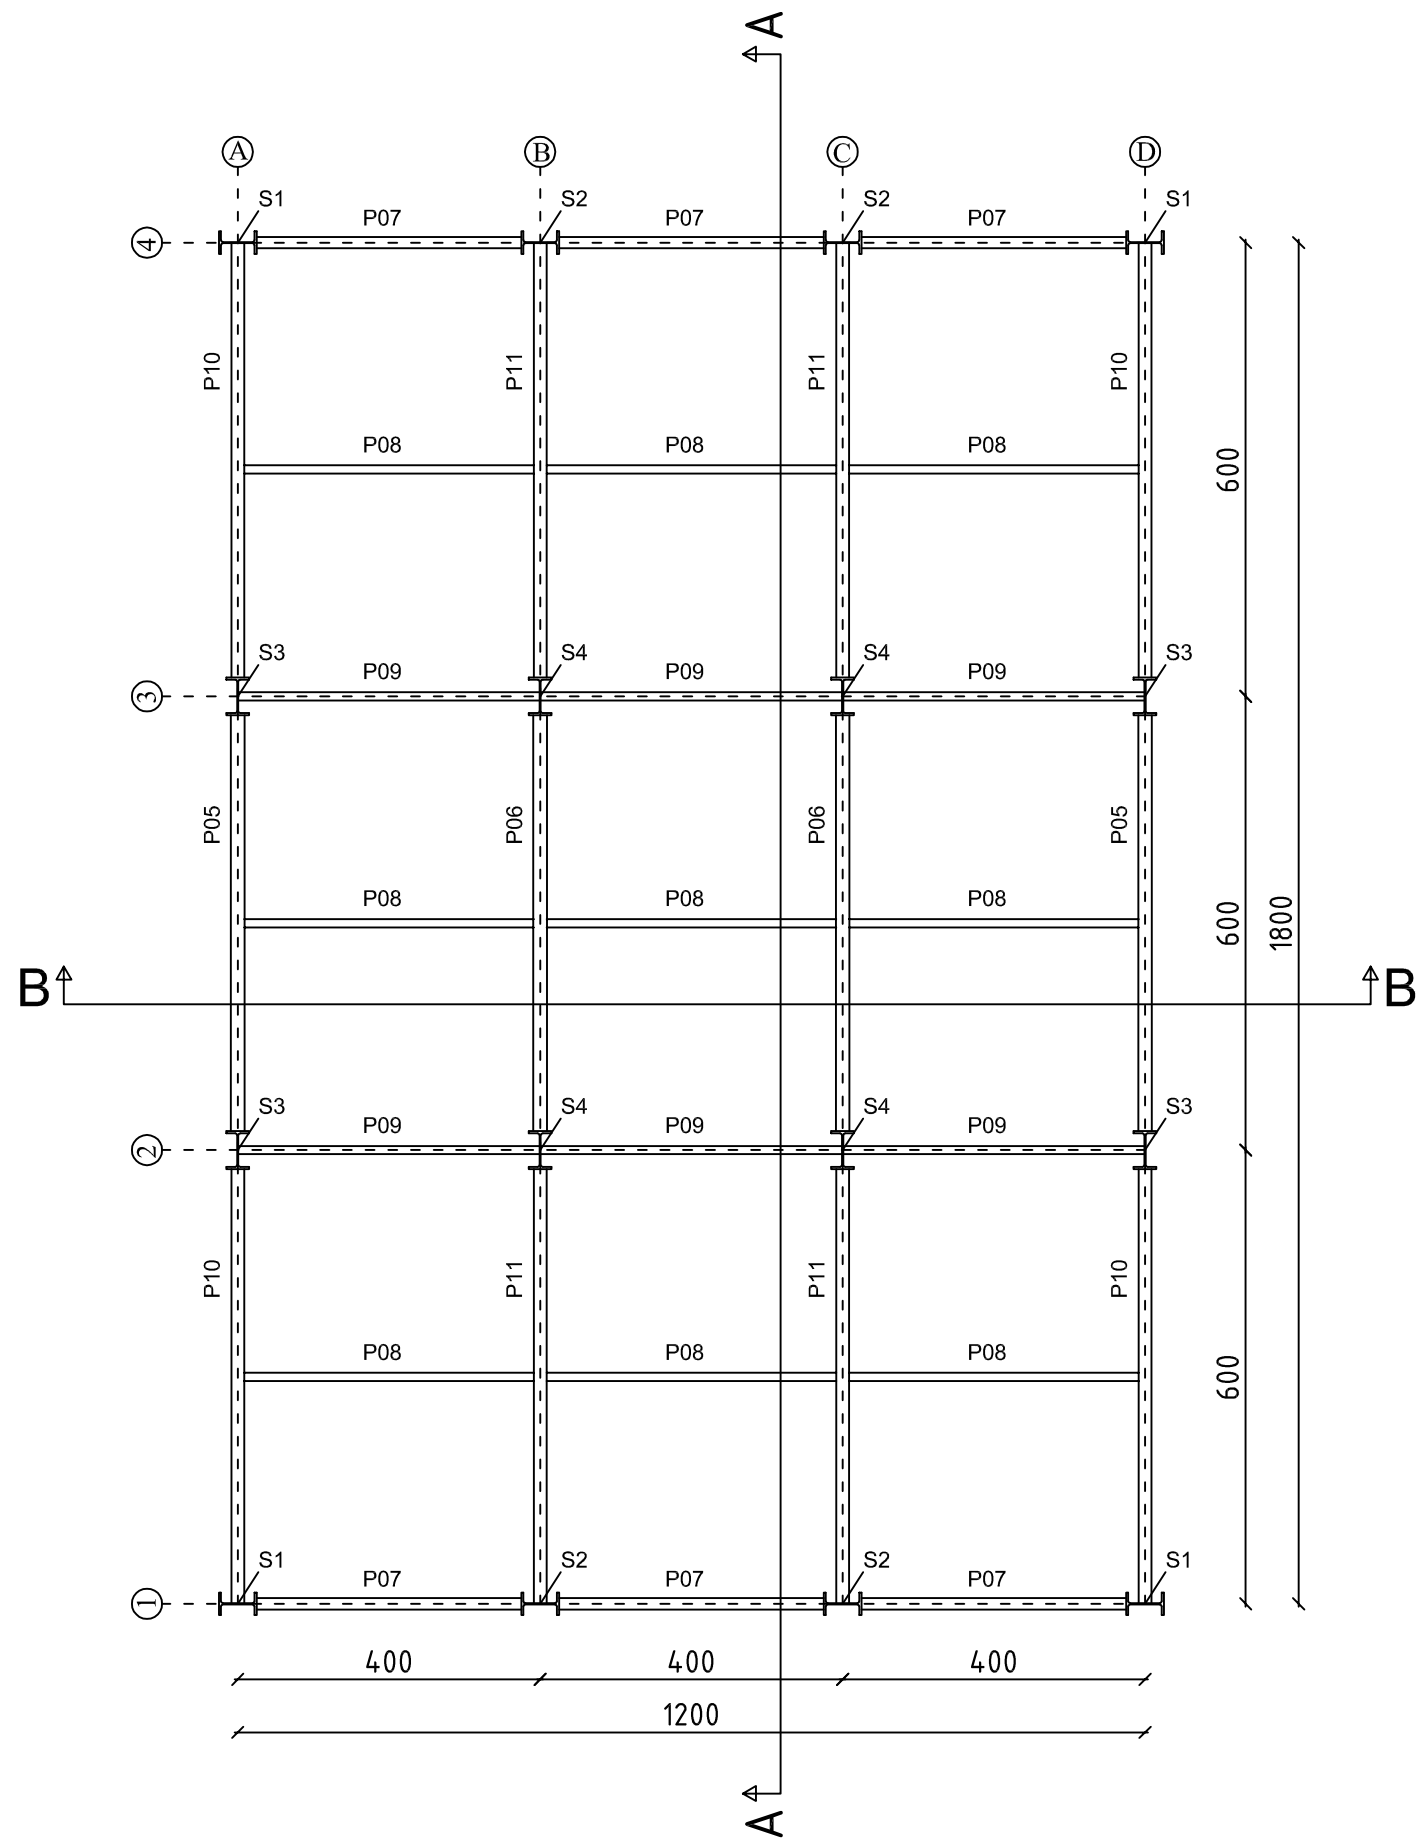 A
A B C D
S1 S2 S2 S1
P07 P07 P07
4
P10 P11 P11 P10
P08 P08 P08
600
S3 S4 S4 S3
P09 P09 P09
3
P05 P06 P06 P05
P08 P08 P08
600 1800
B B
S3 S4 S4 S3
P09 P09 P09
2
P10 P11 P11 P10
P08 P08 P08
600
S1 S2 S2 S1
P07 P07 P07
1
400 400 400
1200
A